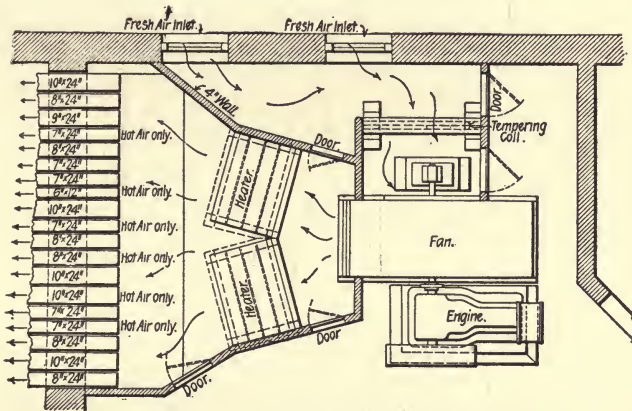 Fresh Air Inlet.
Fresh Air Inlet.
4" Wall
Door
Tempering
Coil.
Door
Heater.
Heater.
Fan.
Engine.
Door
Door.
10"x24"
8"x24"
9"x24"
7"x24"
8"x24"
7"x24"
7"x24"
6"x12"
10"x24"
7"x24"
8"x24"
8"x24"
10"x24"
10"x24"
7"x24"
7"x24"
8"x24"
10"x24"
8"x24"
Hot Air only.
Hot Air only.
Hot Air only.
Hot Air only.
Hot Air only.
Hot Air only.